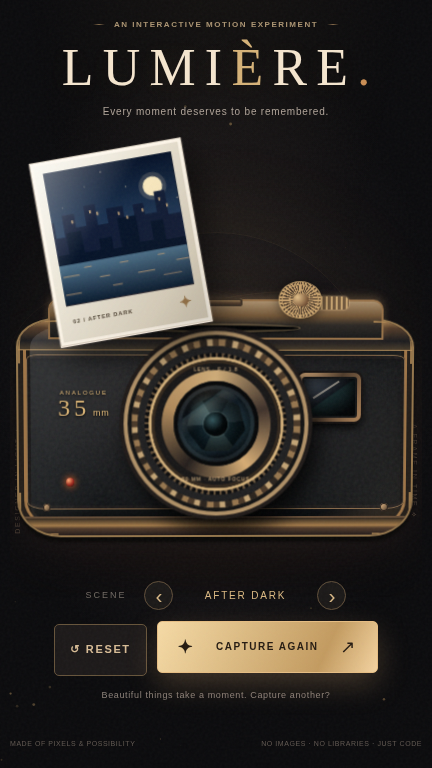 AN INTERACTIVE MOTION EXPERIMENT
LUMIÈRE.
Every moment deserves to be remembered.
02 / AFTER DARK
ANALOGUE
35 mm
SCENE ‹ AFTER DARK ›
↺ RESET
✦ CAPTURE AGAIN ↗
Beautiful things take a moment. Capture another?
MADE OF PIXELS & POSSIBILITY
NO IMAGES · NO LIBRARIES · JUST CODE